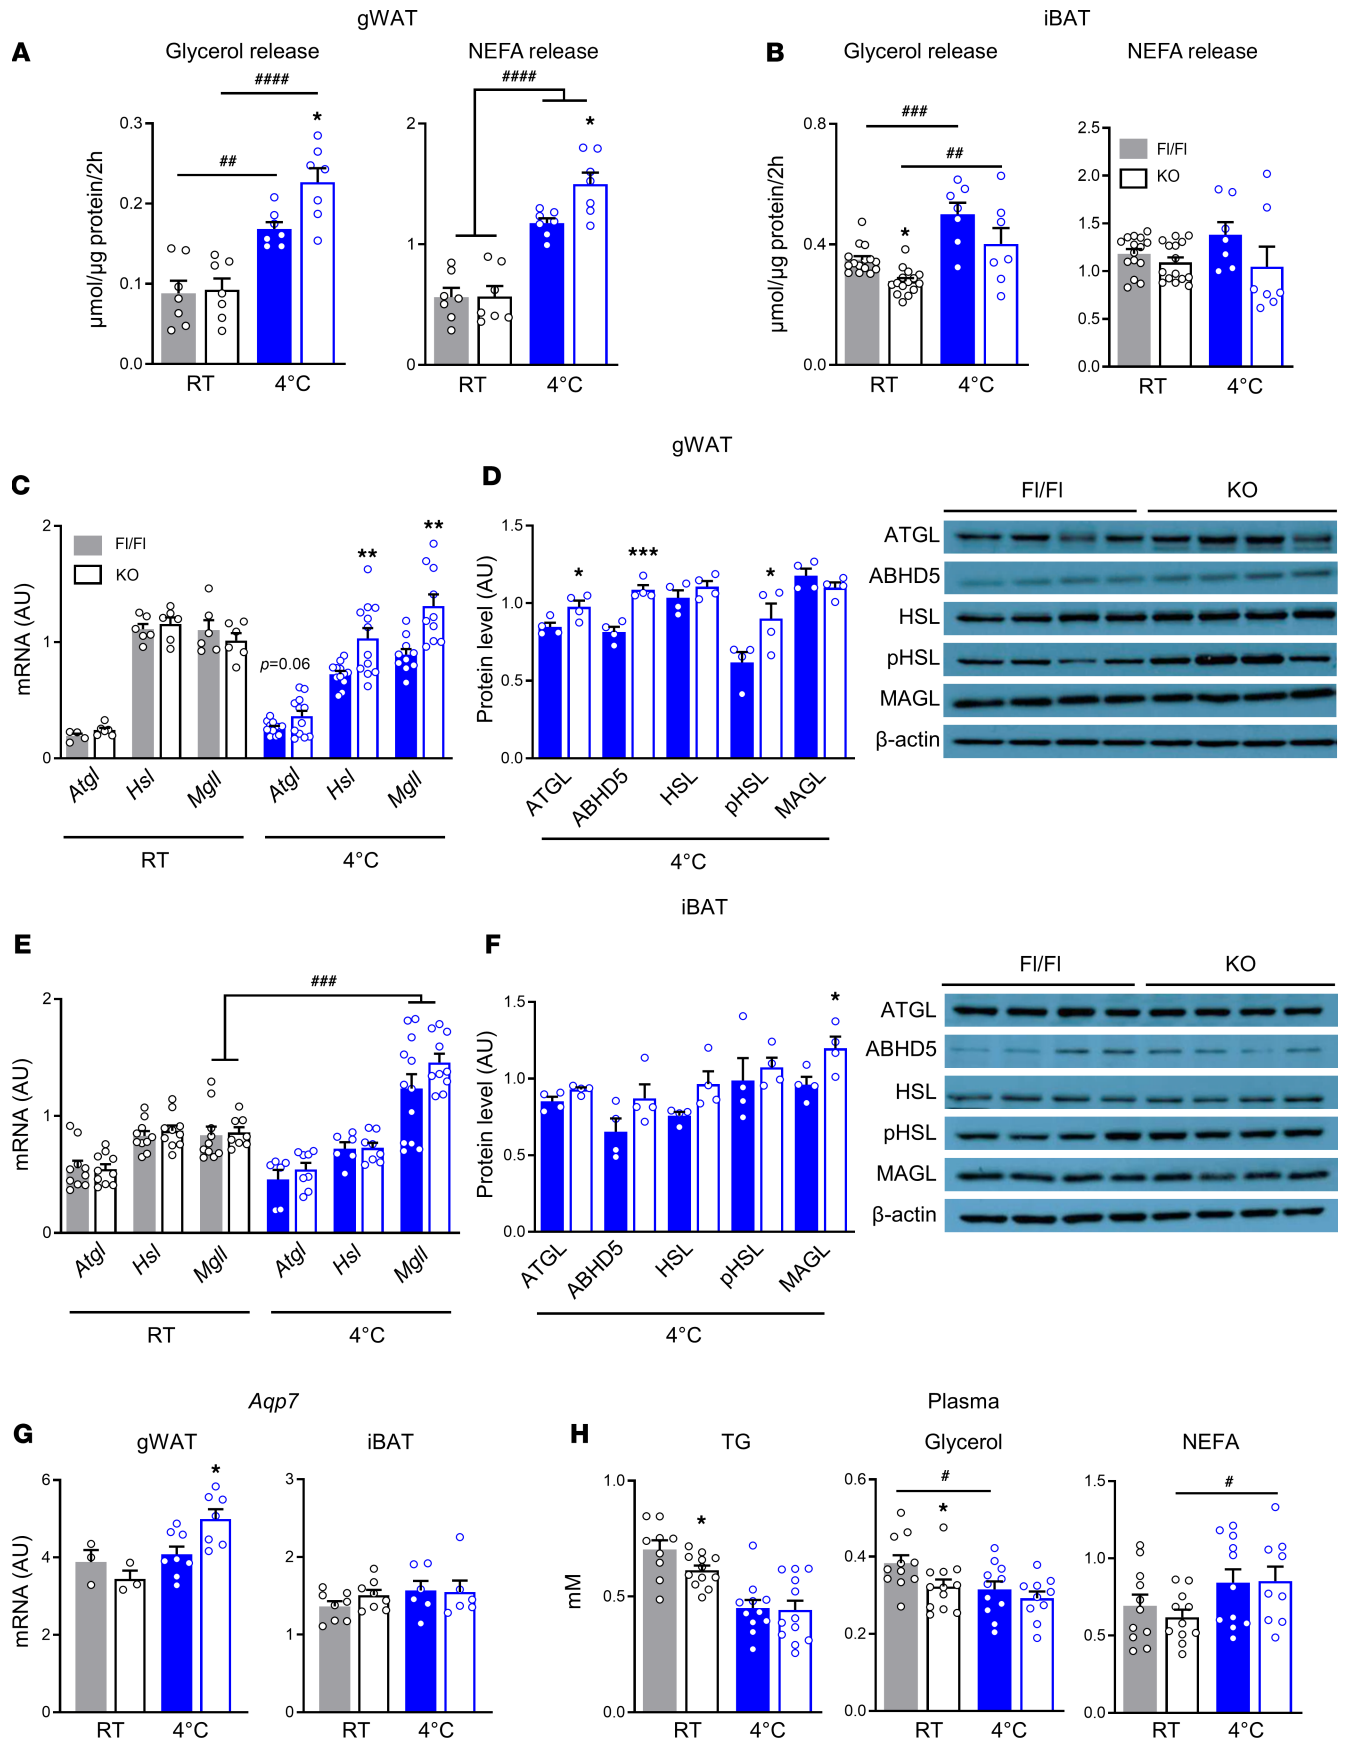 gWAT
iBAT
A
Glycerol release
NEFA release
B
Glycerol release
NEFA release
####
*
##
µmol/µg protein/2h
0.3
0.2
0.1
0.0
RT
4°C
####
*
2
1
0
RT
4°C
###
##
*
µmol/µg protein/2h
0.8
0.4
0.0
RT
4°C
2.5
2.0
1.5
1.0
0.5
0.0
Fl/Fl
KO
RT
4°C
gWAT
C
mRNA (AU)
2
1
0
Fl/Fl
KO
p=0.06
**
**
Atgl
Hsl
Mgll
Atgl
Hsl
Mgll
RT
4°C
D
Protein level (AU)
1.5
1.0
0.5
0.0
*
***
*
ATGL
ABHD5
HSL
pHSL
MAGL
4°C
Fl/Fl
KO
ATGL
ABHD5
HSL
pHSL
MAGL
β-actin
iBAT
E
mRNA (AU)
2
1
0
###
Atgl
Hsl
Mgll
Atgl
Hsl
Mgll
RT
4°C
F
Protein level (AU)
1.5
1.0
0.5
0.0
*
ATGL
ABHD5
HSL
pHSL
MAGL
4°C
Fl/Fl
KO
ATGL
ABHD5
HSL
pHSL
MAGL
β-actin
Aqp7
Plasma
G
gWAT
iBAT
H
TG
Glycerol
NEFA
mRNA (AU)
6
4
2
0
*
RT
4°C
3
2
1
0
RT
4°C
mM
1.0
0.5
0.0
*
RT
4°C
0.6
0.4
0.2
0.0
#
*
RT
4°C
1.5
1.0
0.5
0.0
#
RT
4°C